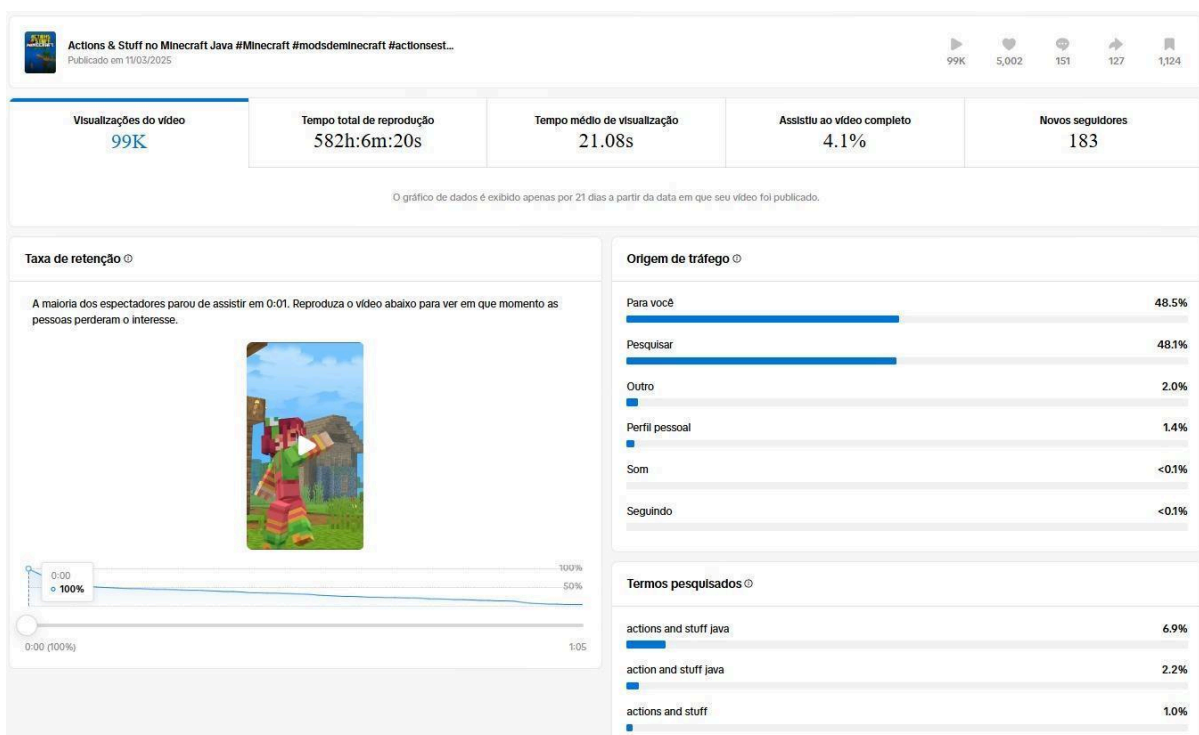 Actions & Stuff no Minecraft Java #Minecraft #modsdeminecraft #actionsest...
Publicado em 11/03/2025
99K
5,002
151
127
1,124
Visualizações do vídeo
99K
Tempo total de reprodução
582h:6m:20s
Tempo médio de visualização
21.08s
Assistiu ao vídeo completo
4.1%
Novos seguidores
183
O gráfico de dados é exibido apenas por 21 dias a partir da data em que seu vídeo foi publicado.
Taxa de retenção
A maioria dos espectadores parou de assistir em 0:01. Reproduza o vídeo abaixo para ver em que momento as
pessoas perderam o interesse.
0:00
100%
100%
50%
0:00 (100%)
1:05
Origem de tráfego
Para você
48.5%
Pesquisar
48.1%
Outro
2.0%
Perfil pessoal
1.4%
Som
<0.1%
Seguindo
<0.1%
Termos pesquisados
actions and stuff java
6.9%
action and stuff java
2.2%
actions and stuff
1.0%